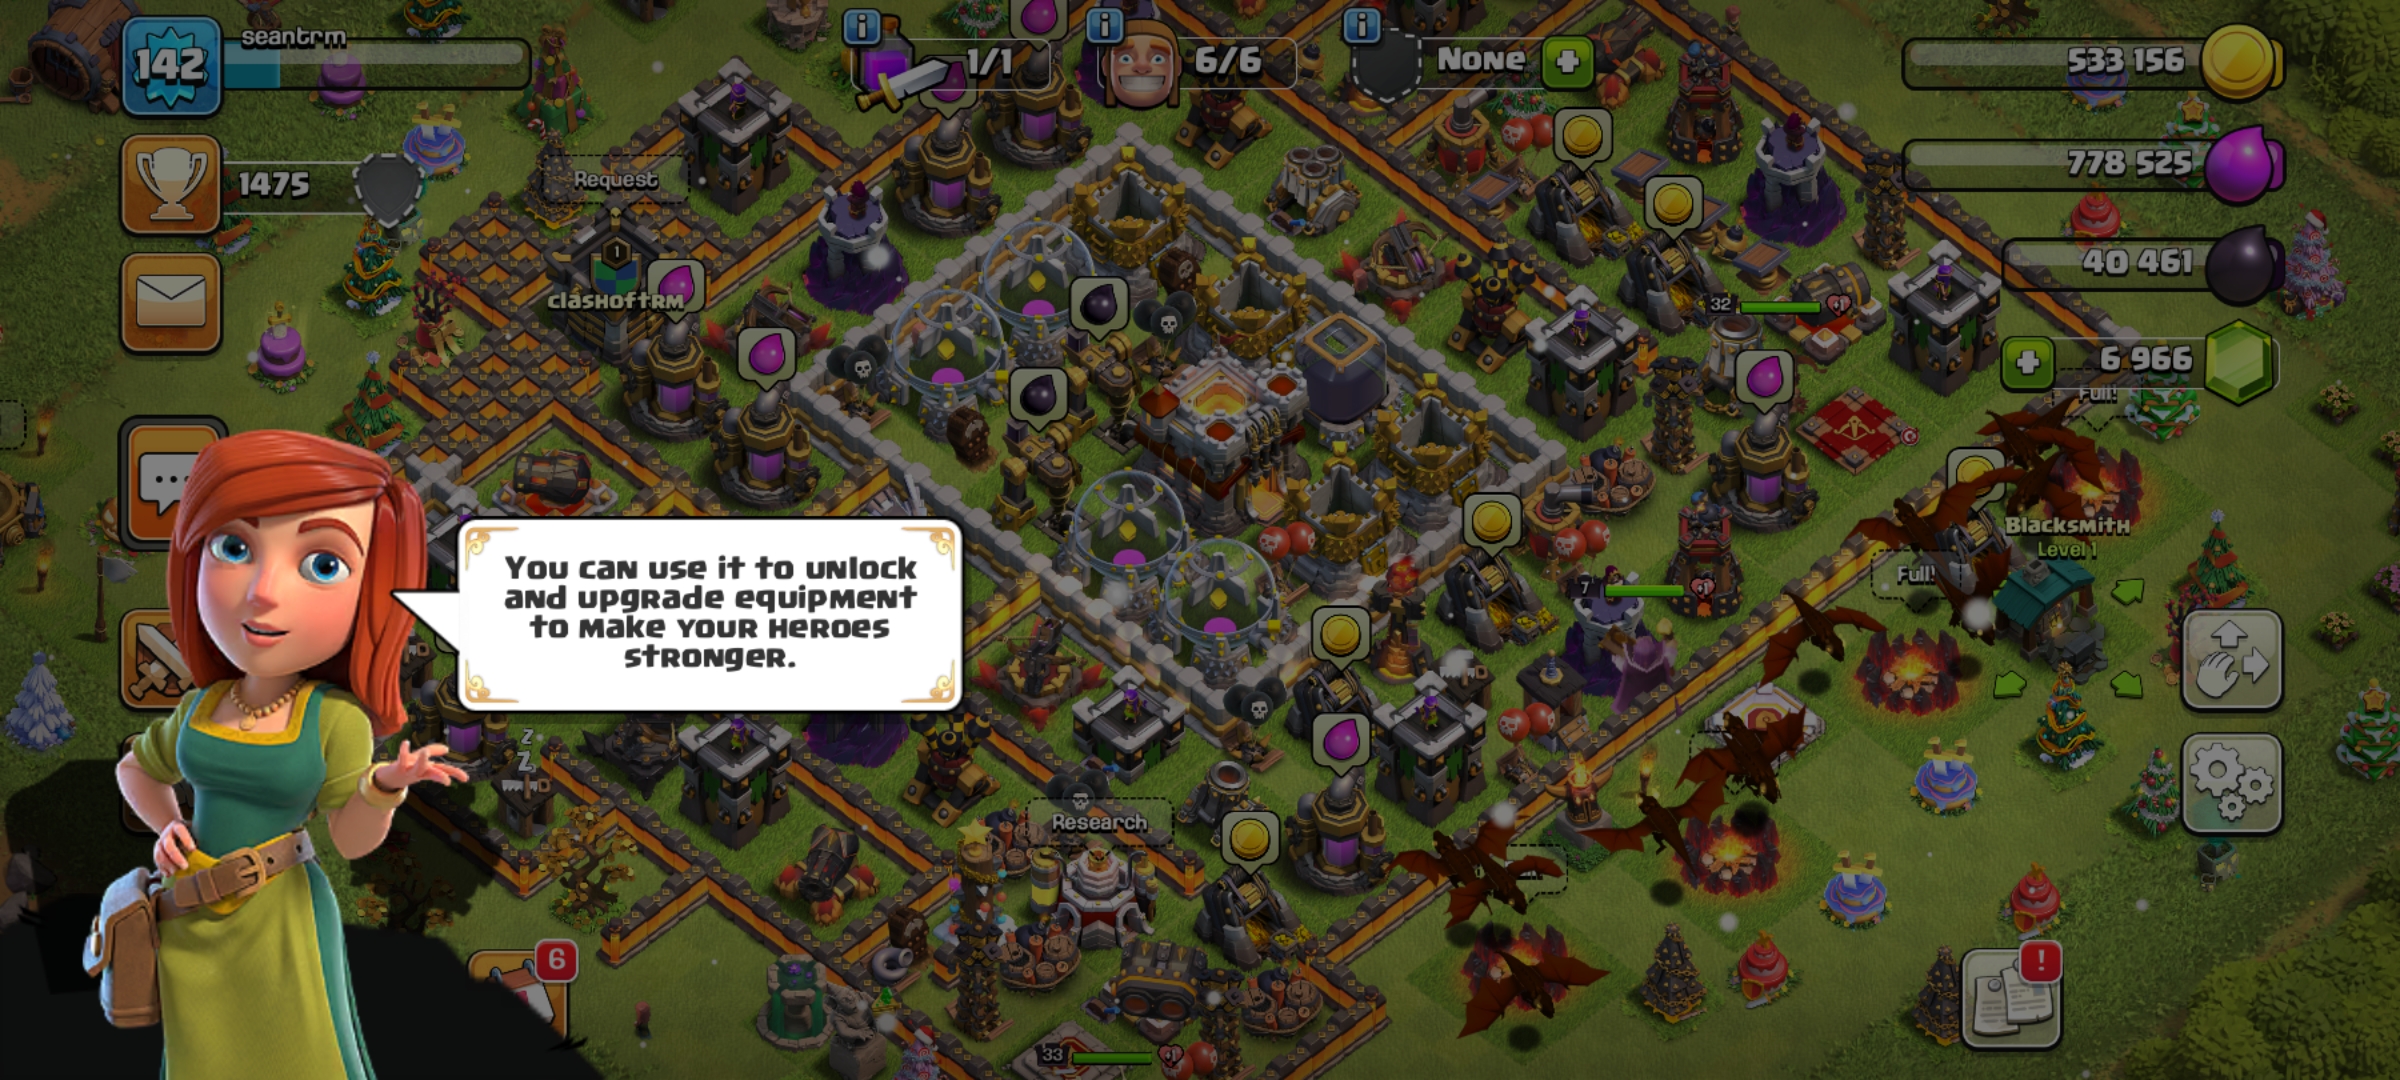 142
seantrm
1/1
6/6
None
533 156
1475
778 525
Request
40 461
1
clashoftrm
32
6 966
Full!
Blacksmith
Level 1
Full!
You can use it to unlock
and upgrade equipment
to make your heroes
stronger.
7
Z
Z
Research
6
!
33